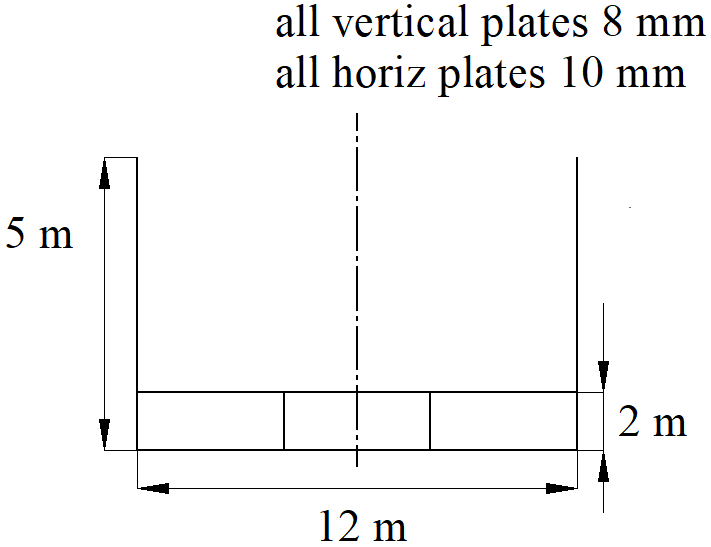 all vertical plates 8 mm
all horiz plates 10 mm
5 m
2 m
12 m